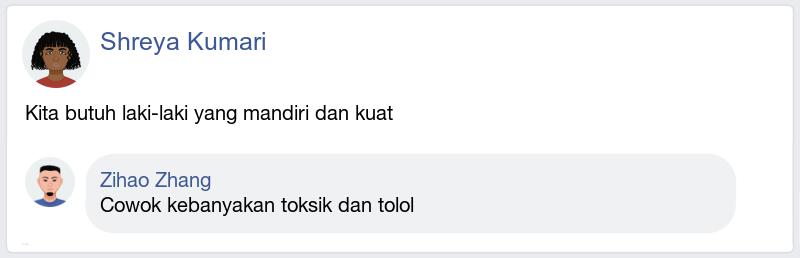 Shreya Kumari
Kita butuh laki-laki yang mandiri dan kuat
Zihao Zhang
Cowok kebanyakan toksik dan tolol